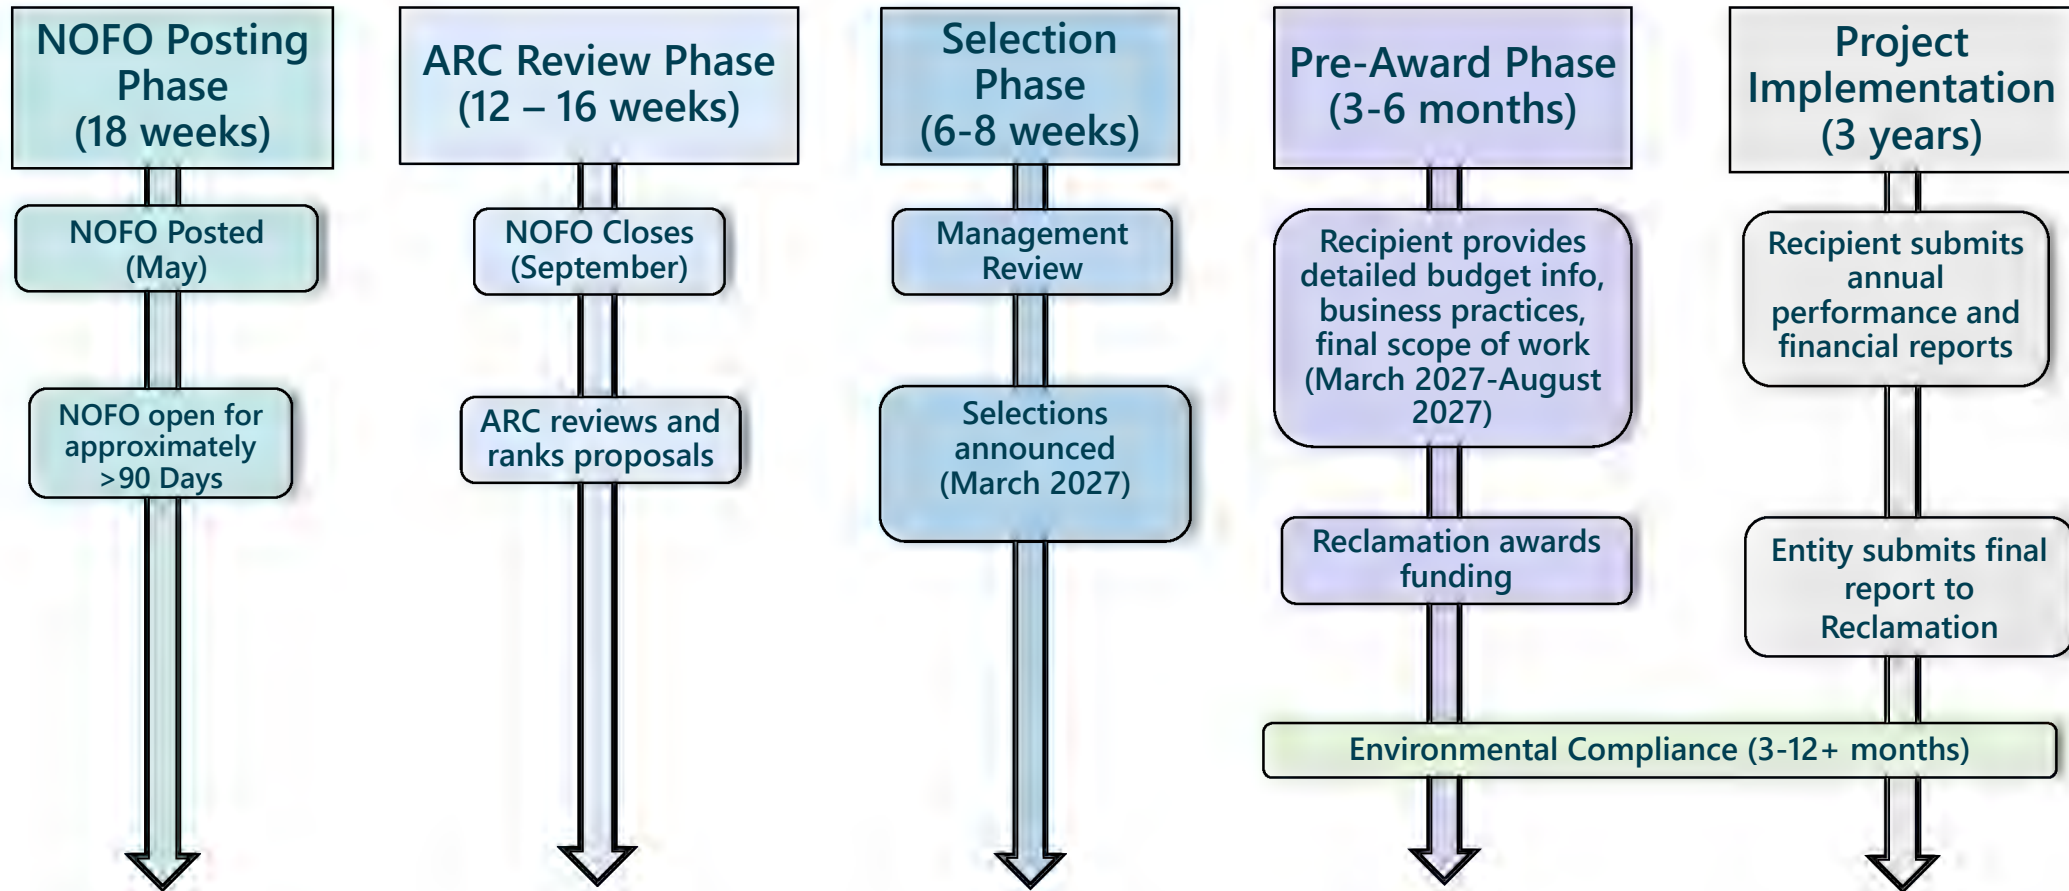 NOFO Posting
Phase
(18 weeks)
NOFO Posted
(May)
NOFO open for
approximately
>90 Days
ARC Review Phase
(12 – 16 weeks)
NOFO Closes
(September)
ARC reviews and
ranks proposals
Selection
Phase
(6-8 weeks)
Management
Review
Selections
announced
(March 2027)
Pre-Award Phase
(3-6 months)
Recipient provides
detailed budget info,
business practices,
final scope of work
(March 2027-August
2027)
Reclamation awards
funding
Project
Implementation
(3 years)
Recipient submits
annual
performance and
financial reports
Entity submits final
report to
Reclamation
Environmental Compliance (3-12+ months)